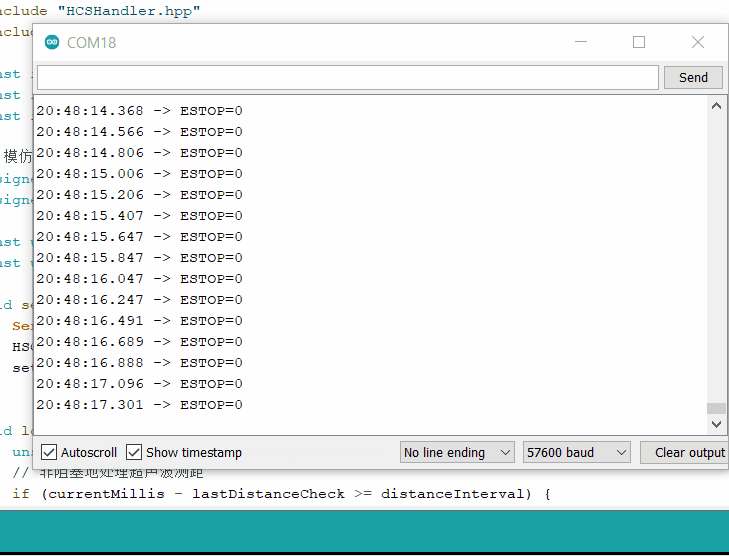 nclude "HCSHandler.hpp"
nclu
COM18
Send
nst
nst
nst
模仿
signe
signe
nst
nst
id se
Se
HS
set
id l
un
20:48:14.368 -> ESTOP=0
20:48:14.566 -> ESTOP=0
20:48:14.806 -> ESTOP=0
20:48:15.006 -> ESTOP=0
20:48:15.206 -> ESTOP=0
20:48:15.407 -> ESTOP=0
20:48:15.647 -> ESTOP=0
20:48:15.847 -> ESTOP=0
20:48:16.047 -> ESTOP=0
20:48:16.247 -> ESTOP=0
20:48:16.491 -> ESTOP=0
20:48:16.689 -> ESTOP=0
20:48:16.888 -> ESTOP=0
20:48:17.096 -> ESTOP=0
20:48:17.301 -> ESTOP=0
Autoscroll Show timestamp No line ending 57600 baud Clear output
// 非阻塞地处理超声波测距
if (currentMillis - lastDistanceCheck >= distanceInterval) {